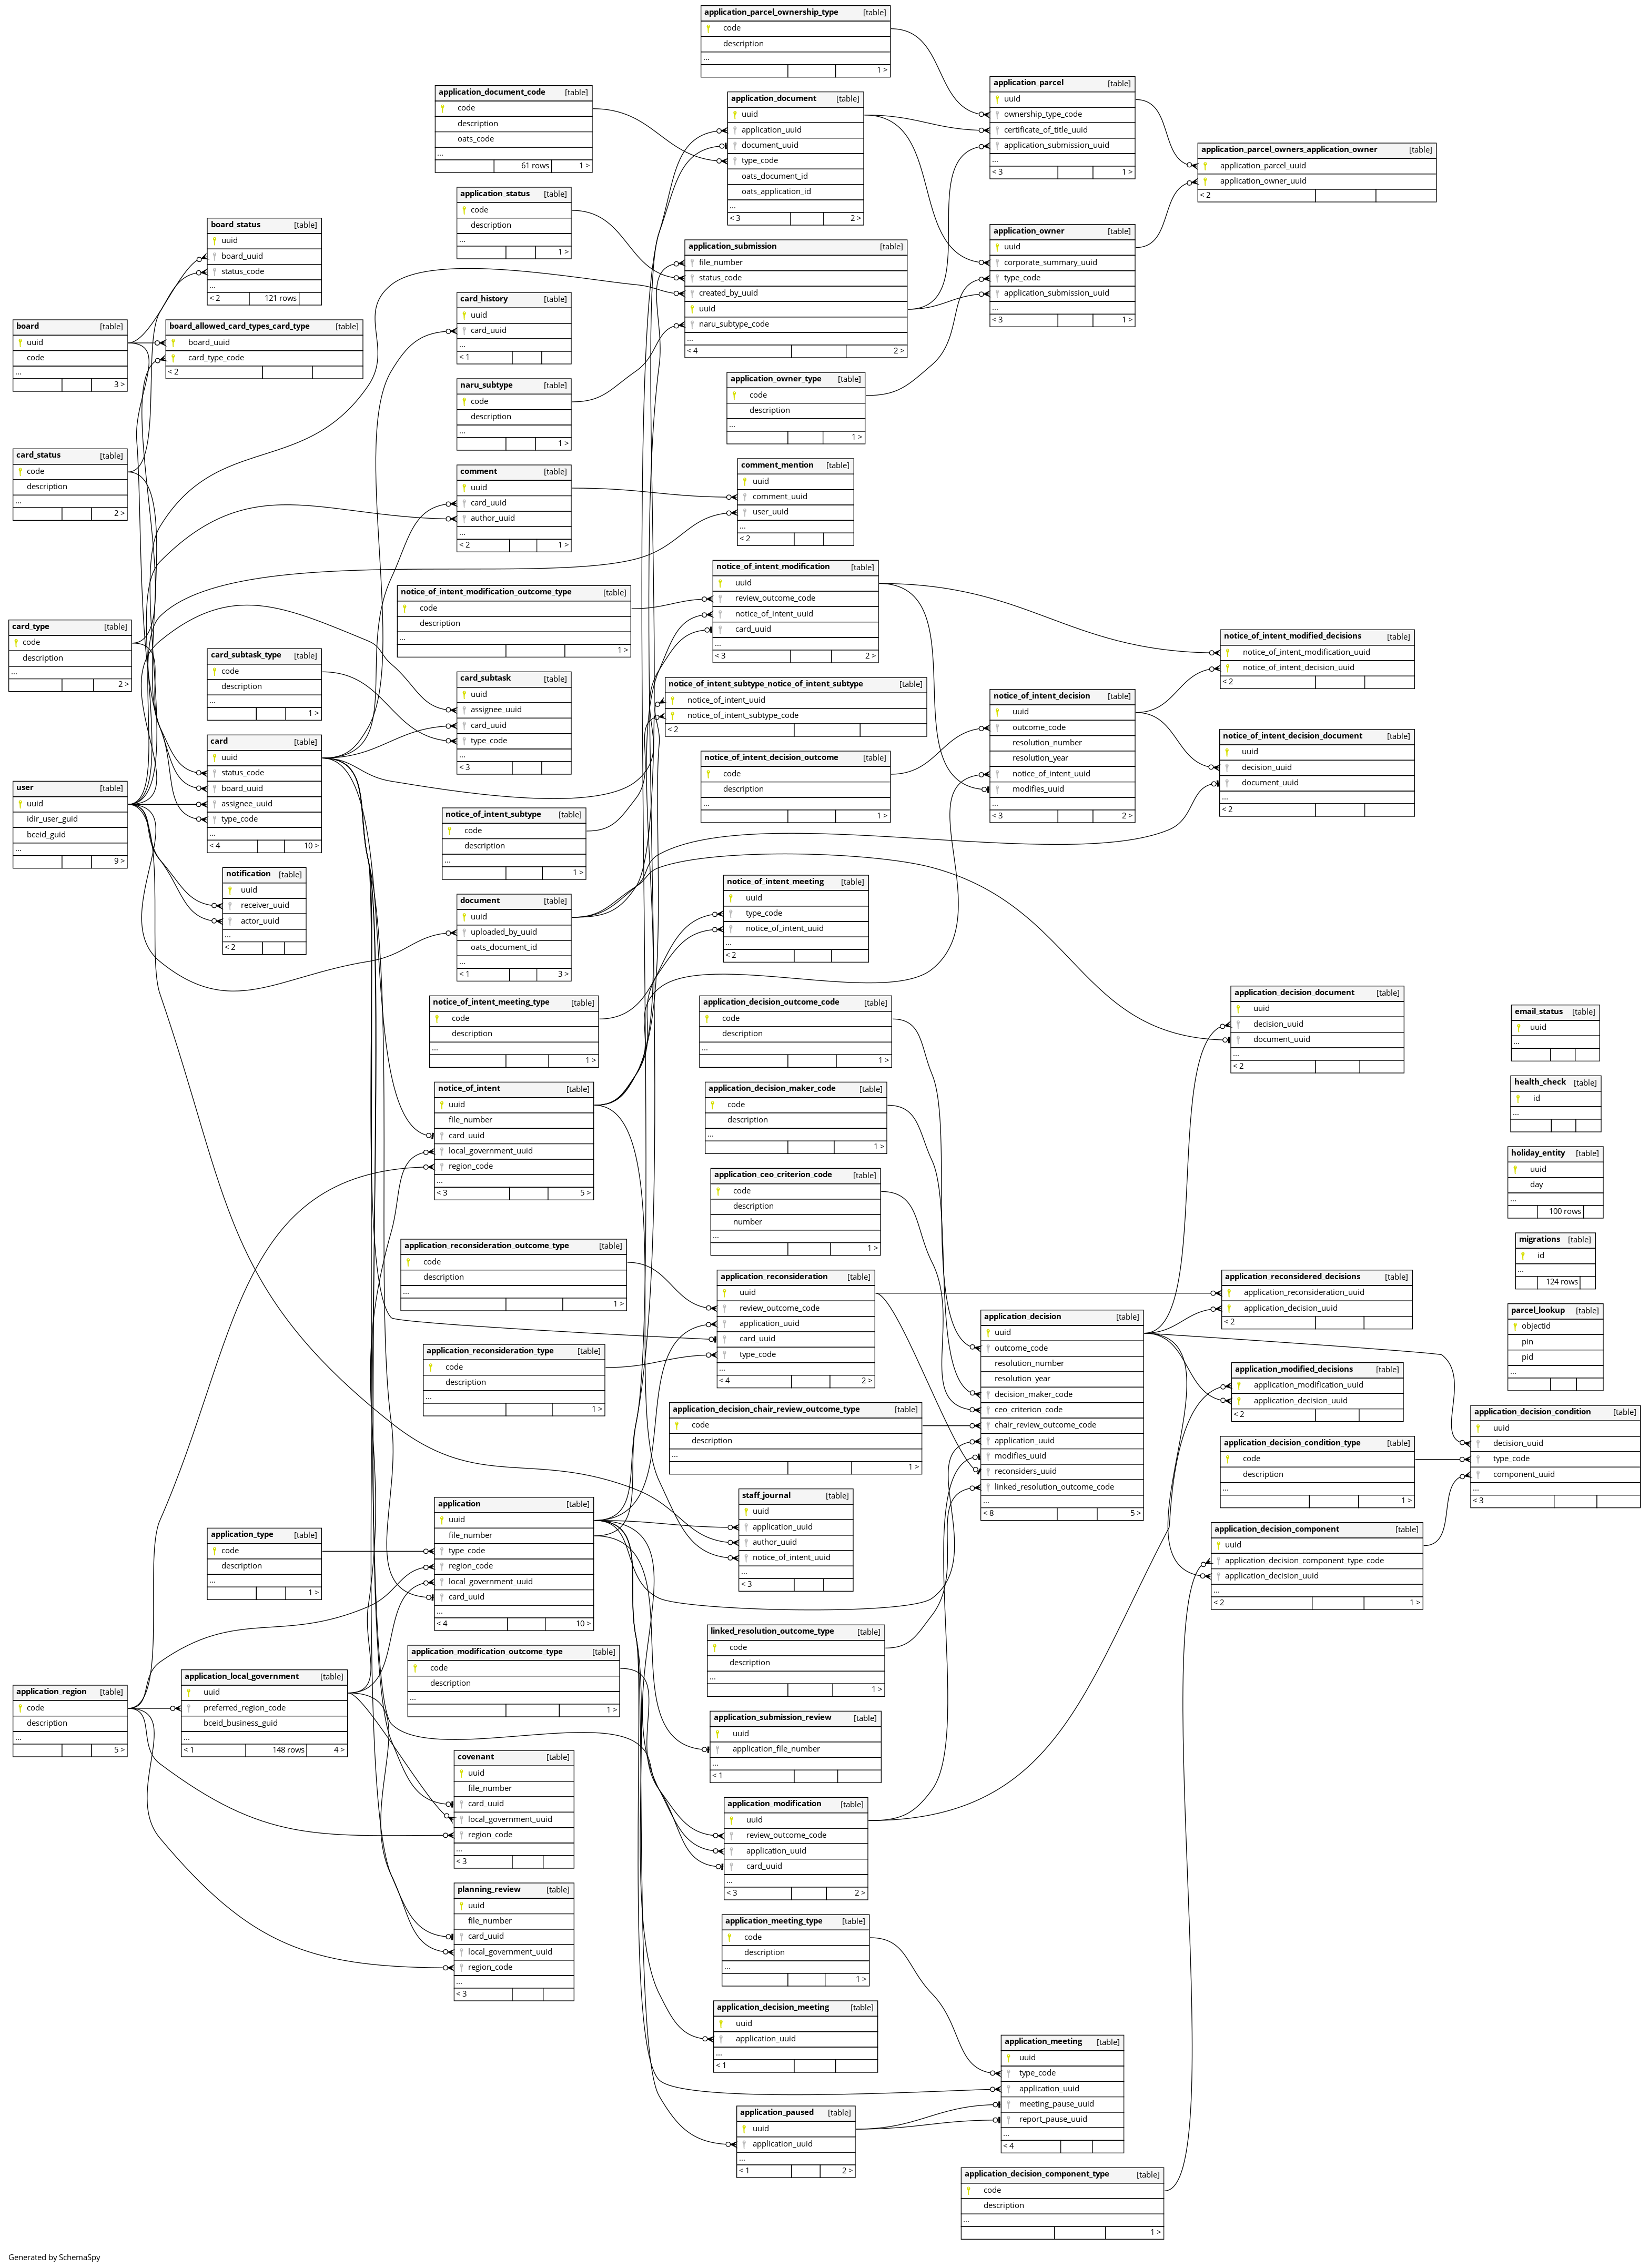 application_parcel_ownership_type [table]
code
description
...
1 >
application_document_code [table]
code
description
oats_code
...
61 rows 1 >
application_document [table]
uuid
application_uuid
document_uuid
type_code
oats_document_id
oats_application_id
...
< 3 2 >
application_parcel [table]
uuid
ownership_type_code
certificate_of_title_uuid
application_submission_uuid
...
< 3 1 >
application_parcel_owners_application_owner [table]
application_parcel_uuid
application_owner_uuid
< 2
application_status [table]
code
description
...
1 >
board_status [table]
uuid
board_uuid
status_code
...
< 2 121 rows
application_submission [table]
file_number
status_code
created_by_uuid
uuid
naru_subtype_code
...
< 4 2 >
application_owner [table]
uuid
corporate_summary_uuid
type_code
application_submission_uuid
...
< 3 1 >
board [table]
uuid
code
...
3 >
board_allowed_card_types_card_type [table]
board_uuid
card_type_code
< 2
card_history [table]
uuid
card_uuid
...
< 1
naru_subtype [table]
code
description
...
1 >
application_owner_type [table]
code
description
...
1 >
card_status [table]
code
description
...
2 >
comment [table]
uuid
card_uuid
author_uuid
...
< 2 1 >
comment_mention [table]
uuid
comment_uuid
user_uuid
...
< 2
notice_of_intent_modification_outcome_type [table]
code
description
...
1 >
notice_of_intent_modification [table]
uuid
review_outcome_code
notice_of_intent_uuid
card_uuid
...
< 3 2 >
notice_of_intent_modified_decisions [table]
notice_of_intent_modification_uuid
notice_of_intent_decision_uuid
< 2
card_type [table]
code
description
...
2 >
card_subtask_type [table]
code
description
...
1 >
card_subtask [table]
uuid
assignee_uuid
card_uuid
type_code
...
< 3
notice_of_intent_subtype_notice_of_intent_subtype [table]
notice_of_intent_uuid
notice_of_intent_subtype_code
< 2
notice_of_intent_decision [table]
uuid
outcome_code
resolution_number
resolution_year
notice_of_intent_uuid
modifies_uuid
...
< 3 2 >
notice_of_intent_decision_document [table]
uuid
decision_uuid
document_uuid
...
< 2
card [table]
uuid
status_code
board_uuid
assignee_uuid
type_code
...
< 4 10 >
notice_of_intent_decision_outcome [table]
code
description
...
1 >
user [table]
uuid
idir_user_guid
bceid_guid
...
9 >
notice_of_intent_subtype [table]
code
description
...
1 >
notification [table]
uuid
receiver_uuid
actor_uuid
...
< 2
document [table]
uuid
uploaded_by_uuid
oats_document_id
...
< 1 3 >
notice_of_intent_meeting [table]
uuid
type_code
notice_of_intent_uuid
...
< 2
notice_of_intent_meeting_type [table]
code
description
...
1 >
application_decision_outcome_code [table]
code
description
...
1 >
application_decision_document [table]
uuid
decision_uuid
document_uuid
...
< 2
email_status [table]
uuid
...
notice_of_intent [table]
uuid
file_number
card_uuid
local_government_uuid
region_code
...
< 3 5 >
application_decision_maker_code [table]
code
description
...
1 >
health_check [table]
id
...
application_ceo_criterion_code [table]
code
description
number
...
1 >
holiday_entity [table]
uuid
day
...
100 rows
application_reconsideration_outcome_type [table]
code
description
...
1 >
migrations [table]
id
...
124 rows
application_reconsideration [table]
uuid
review_outcome_code
application_uuid
card_uuid
type_code
...
< 4 2 >
application_reconsidered_decisions [table]
application_reconsideration_uuid
application_decision_uuid
< 2
parcel_lookup [table]
objectid
pin
pid
...
application_decision [table]
uuid
outcome_code
resolution_number
resolution_year
decision_maker_code
ceo_criterion_code
chair_review_outcome_code
application_uuid
modifies_uuid
reconsiders_uuid
linked_resolution_outcome_code
...
< 8 5 >
application_reconsideration_type [table]
code
description
...
1 >
application_modified_decisions [table]
application_modification_uuid
application_decision_uuid
< 2
application_decision_chair_review_outcome_type [table]
code
description
...
1 >
application_decision_condition [table]
uuid
decision_uuid
type_code
component_uuid
...
< 3
application_decision_condition_type [table]
code
description
...
1 >
application [table]
uuid
file_number
type_code
region_code
local_government_uuid
card_uuid
...
< 4 10 >
staff_journal [table]
uuid
application_uuid
author_uuid
notice_of_intent_uuid
...
< 3
application_type [table]
code
description
...
1 >
application_decision_component [table]
uuid
application_decision_component_type_code
application_decision_uuid
...
< 2 1 >
linked_resolution_outcome_type [table]
code
description
...
1 >
application_modification_outcome_type [table]
code
description
...
1 >
application_region [table]
code
description
...
5 >
application_local_government [table]
uuid
preferred_region_code
bceid_business_guid
...
< 1 148 rows 4 >
application_submission_review [table]
uuid
application_file_number
...
< 1
covenant [table]
uuid
file_number
card_uuid
local_government_uuid
region_code
...
< 3
application_modification [table]
uuid
review_outcome_code
application_uuid
card_uuid
...
< 3 2 >
planning_review [table]
uuid
file_number
card_uuid
local_government_uuid
region_code
...
< 3
application_meeting_type [table]
code
description
...
1 >
application_decision_meeting [table]
uuid
application_uuid
...
< 1
application_meeting [table]
uuid
type_code
application_uuid
meeting_pause_uuid
report_pause_uuid
...
< 4
application_paused [table]
uuid
application_uuid
...
< 1 2 >
application_decision_component_type [table]
code
description
...
1 >
Generated by SchemaSpy